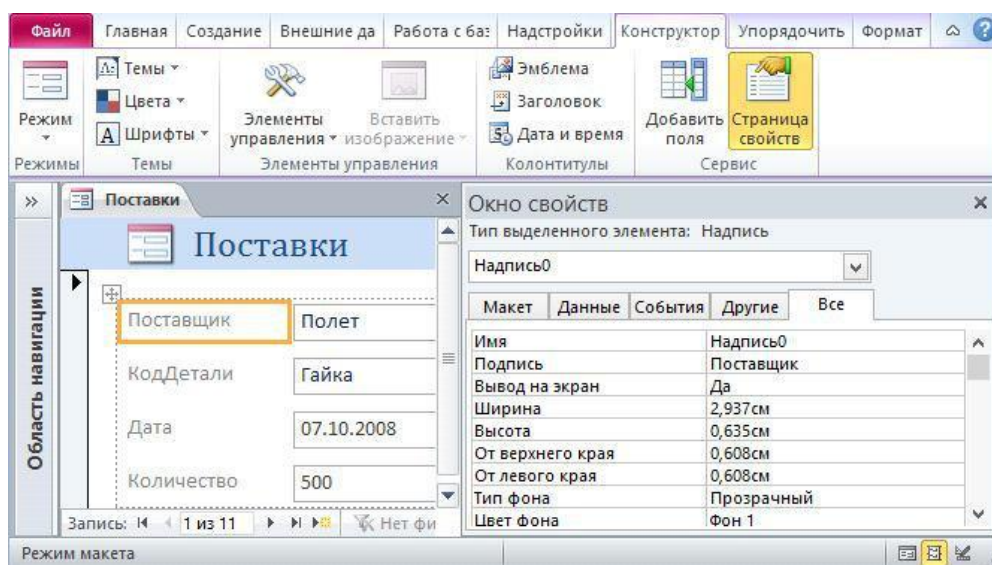 Файл Главная Создание Внешние да Работа с баз Надстройки Конструктор Упорядочить Формат
Режим
Темы
Цвета
Шрифты
Элементы управления
Вставить изображение
Эмблема
Заголовок
Дата и время
Добавить поля
Страница свойств
Режимы Темы Элементы управления Колонтитулы Сервис
Область навигации
Поставки
Поставки
Поставщик Полет
КодДетали Гайка
Дата 07.10.2008
Количество 500
Запись: 1 из 11 Нет фи
Окно свойств
Тип выделенного элемента: Надпись
Надпись0
Макет Данные События Другие Все
Имя Надпись0
Подпись Поставщик
Вывод на экран Да
Ширина 2,937см
Высота 0,635см
От верхнего края 0,608см
От левого края 0,608см
Тип фона Прозрачный
Цвет фона Фон 1
Режим макета